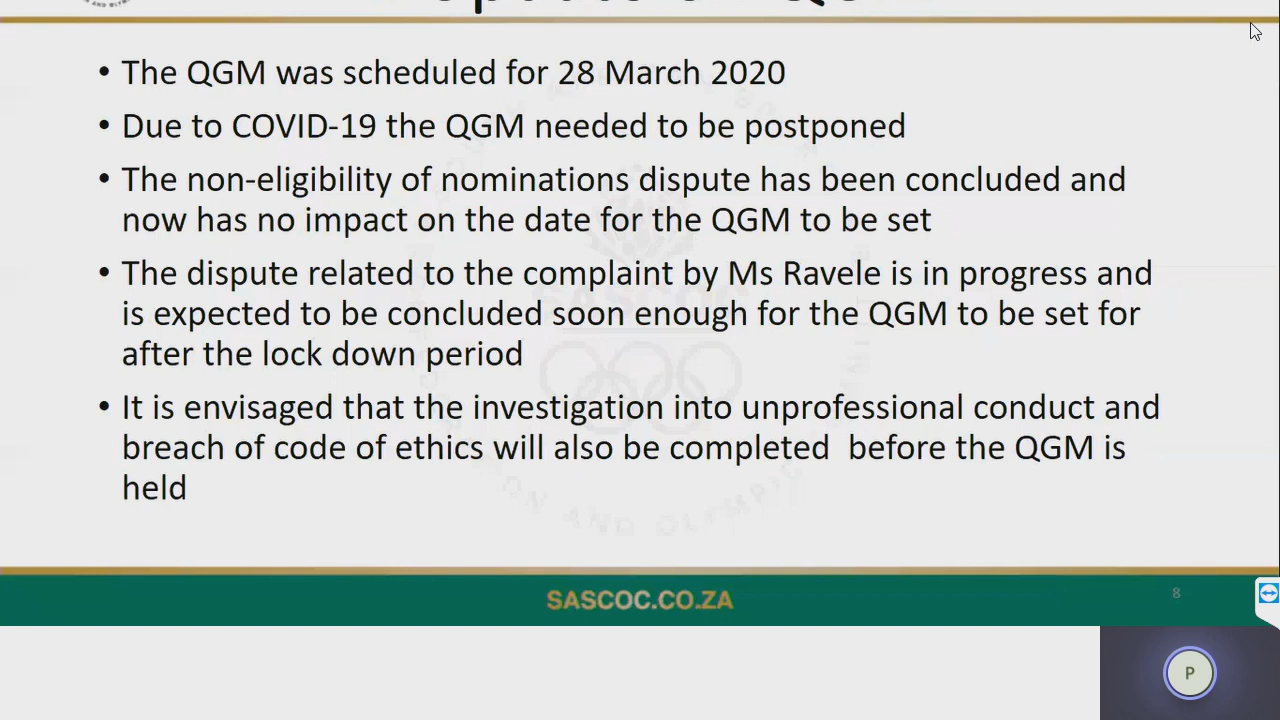 • The QGM was scheduled for 28 March 2020
• Due to COVID-19 the QGM needed to be postponed
• The non-eligibility of nominations dispute has been concluded and
now has no impact on the date for the QGM to be set
• The dispute related to the complaint by Ms Ravele is in progress and
is expected to be concluded soon enough for the QGM to be set for
after the lock down period
• It is envisaged that the investigation into unprofessional conduct and
breach of code of ethics will also be completed  before the QGM is
held
SASCOC
SASCOC.CO.ZA
8
P